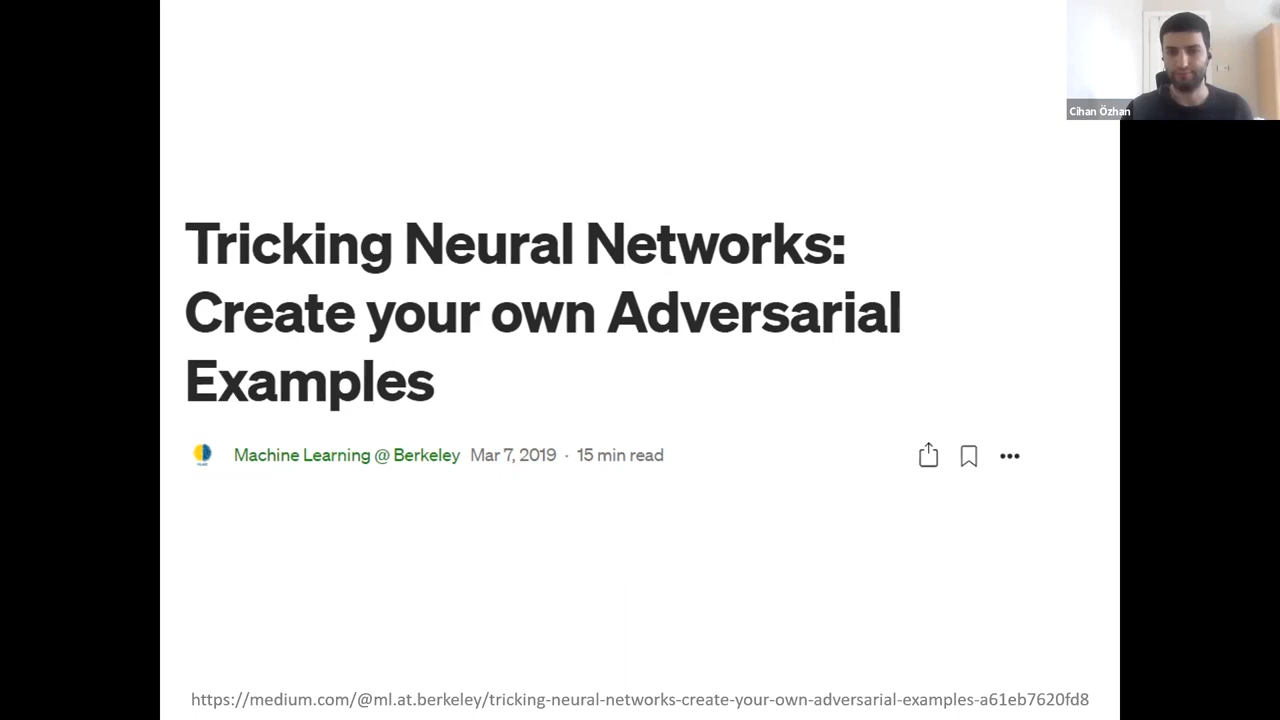 Cihan Özhan
Tricking Neural Networks:
Create your own Adversarial
Examples
Machine Learning @ Berkeley Mar 7, 2019 · 15 min read
https://medium.com/@ml.at.berkeley/tricking-neural-networks-create-your-own-adversarial-examples-a61eb7620fd8